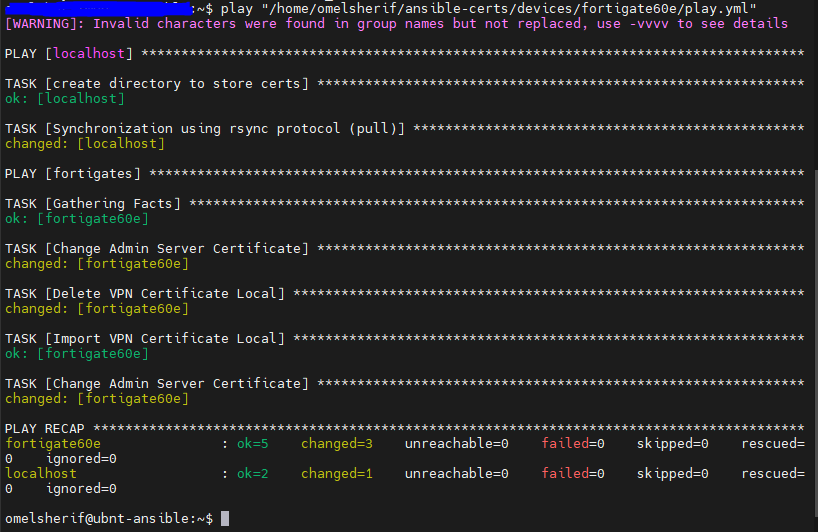 :~$ play "/home/omelsherif/ansible-certs/devices/fortigate60e/play.yml"
[WARNING]: Invalid characters were found in group names but not replaced, use -vvvv to see details
PLAY [localhost] ***********************************************************************************
TASK [create directory to store certs] *************************************************************
ok: [localhost]
TASK [Synchronization using rsync protocol (pull)] *************************************************
changed: [localhost]
PLAY [fortigates] **********************************************************************************
TASK [Gathering Facts] *****************************************************************************
ok: [fortigate60e]
TASK [Change Admin Server Certificate] *************************************************************
changed: [fortigate60e]
TASK [Delete VPN Certificate Local] ****************************************************************
changed: [fortigate60e]
TASK [Import VPN Certificate Local] ****************************************************************
ok: [fortigate60e]
TASK [Change Admin Server Certificate] *************************************************************
changed: [fortigate60e]
PLAY RECAP *****************************************************************************************
fortigate60e               : ok=5    changed=3    unreachable=0    failed=0    skipped=0    rescued=
0    ignored=0
localhost                  : ok=2    changed=1    unreachable=0    failed=0    skipped=0    rescued=
0    ignored=0
omelsherif@ubnt-ansible:~$